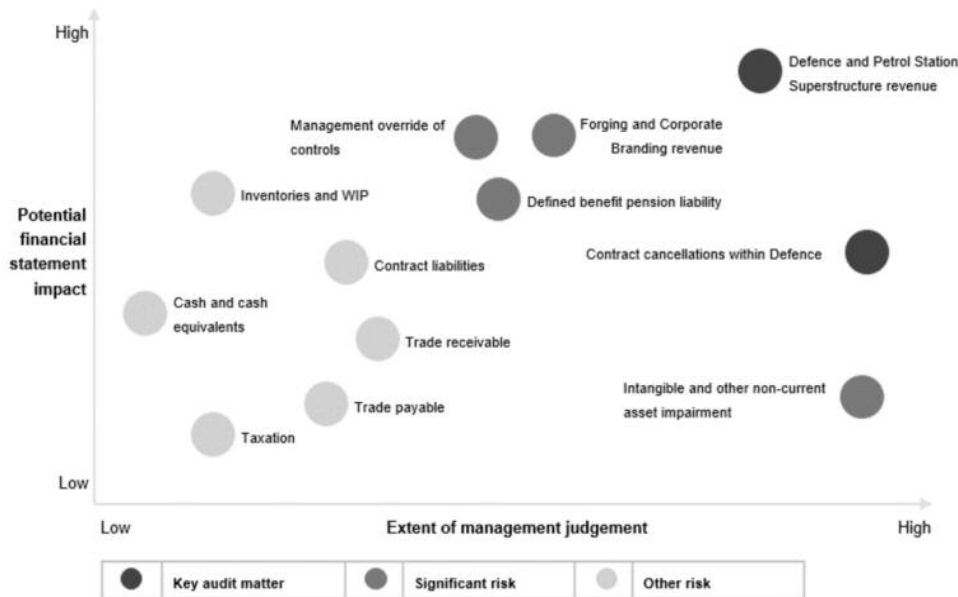 High
Defence and Petrol Station
Superstructure revenue
Management override of
controls
Forging and Corporate
Branding revenue
Inventories and WIP
Defined benefit pension liability
Potential
financial
statement
impact
Contract liabilities
Contract cancellations within Defence
Cash and cash
equivalents
Trade receivable
Intangible and other non-current
asset impairment
Trade payable
Taxation
Low
Low
Extent of management judgement
High
Key audit matter
Significant risk
Other risk